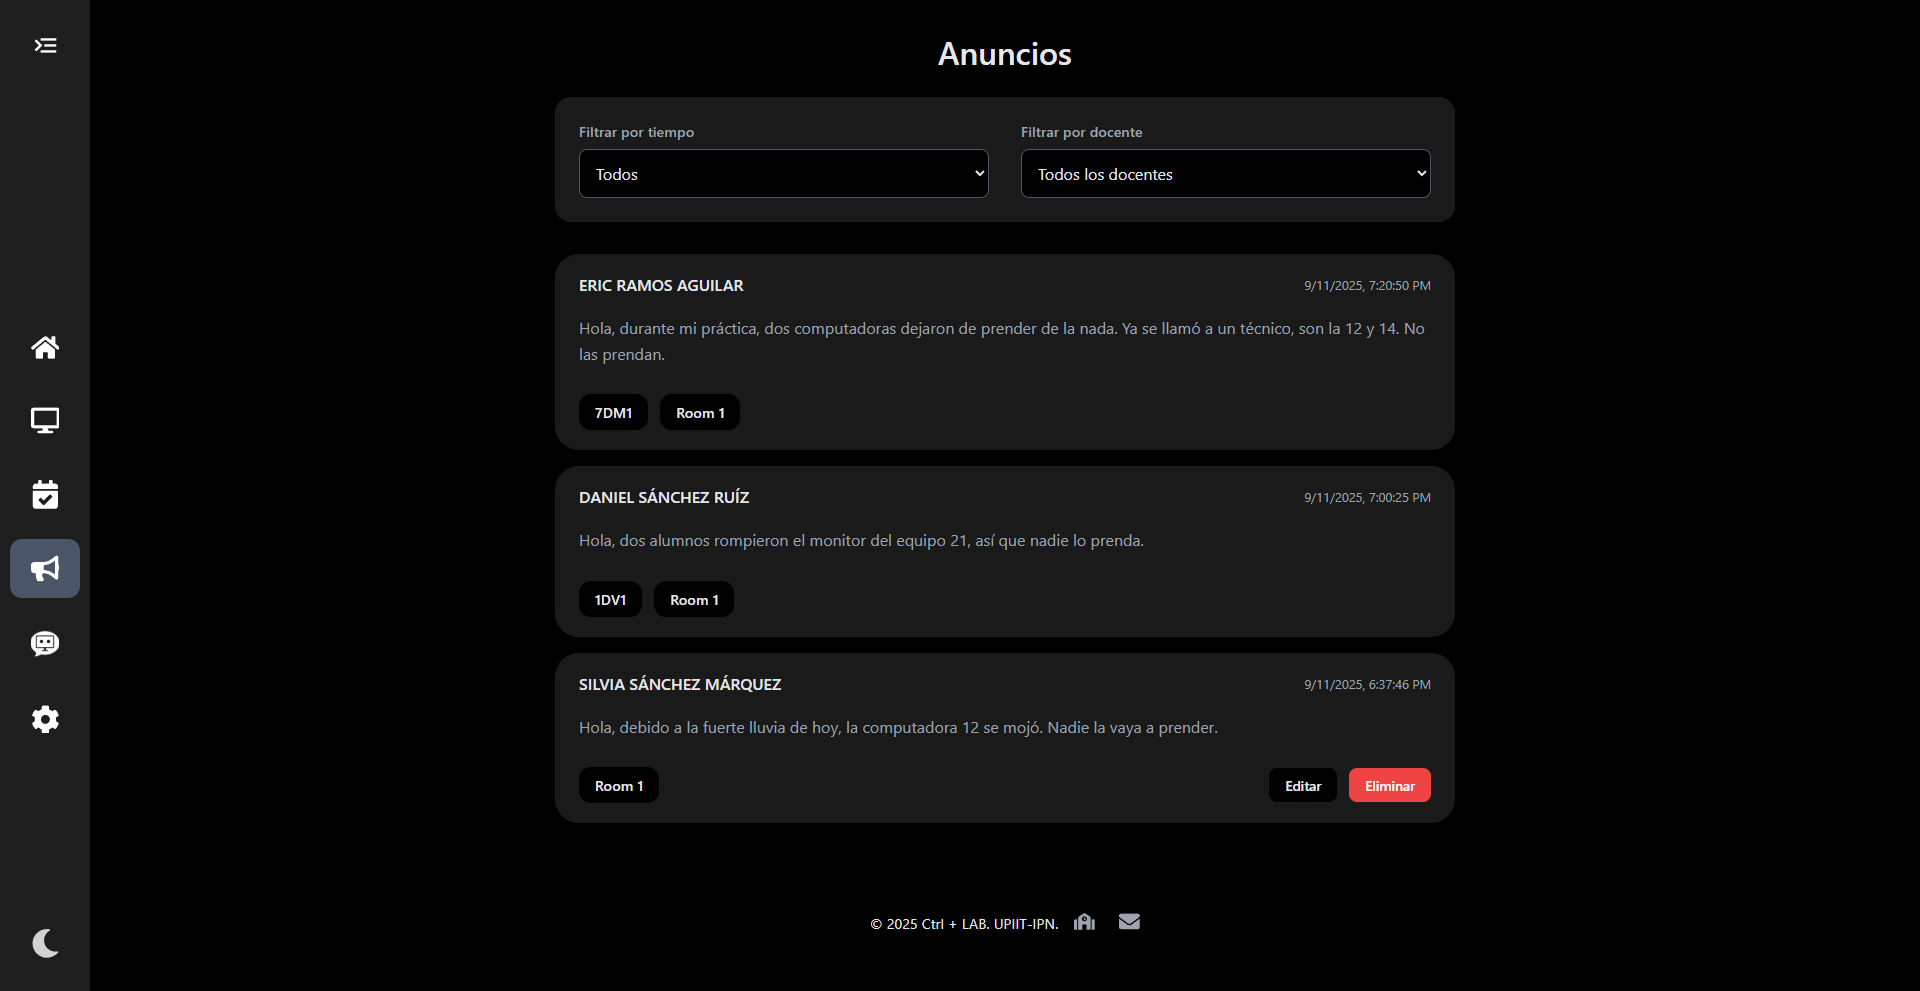 Anuncios
Filtrar por tiempo
Filtrar por docente
Todos
Todos los docentes
ERIC RAMOS AGUILAR
9/11/2025, 7:20:50 PM
Hola, durante mi práctica, dos computadoras dejaron de prender de la nada. Ya se llamó a un técnico, son la 12 y 14. No
las prendan.
7DM1
Room 1
DANIEL SÁNCHEZ RUÍZ
9/11/2025, 7:00:25 PM
Hola, dos alumnos rompieron el monitor del equipo 21, así que nadie lo prenda.
1DV1
Room 1
SILVIA SÁNCHEZ MÁRQUEZ
9/11/2025, 6:37:46 PM
Hola, debido a la fuerte lluvia de hoy, la computadora 12 se mojó. Nadie la vaya a prender.
Room 1
Editar
Eliminar
© 2025 Ctrl + LAB. UPIIT-IPN.